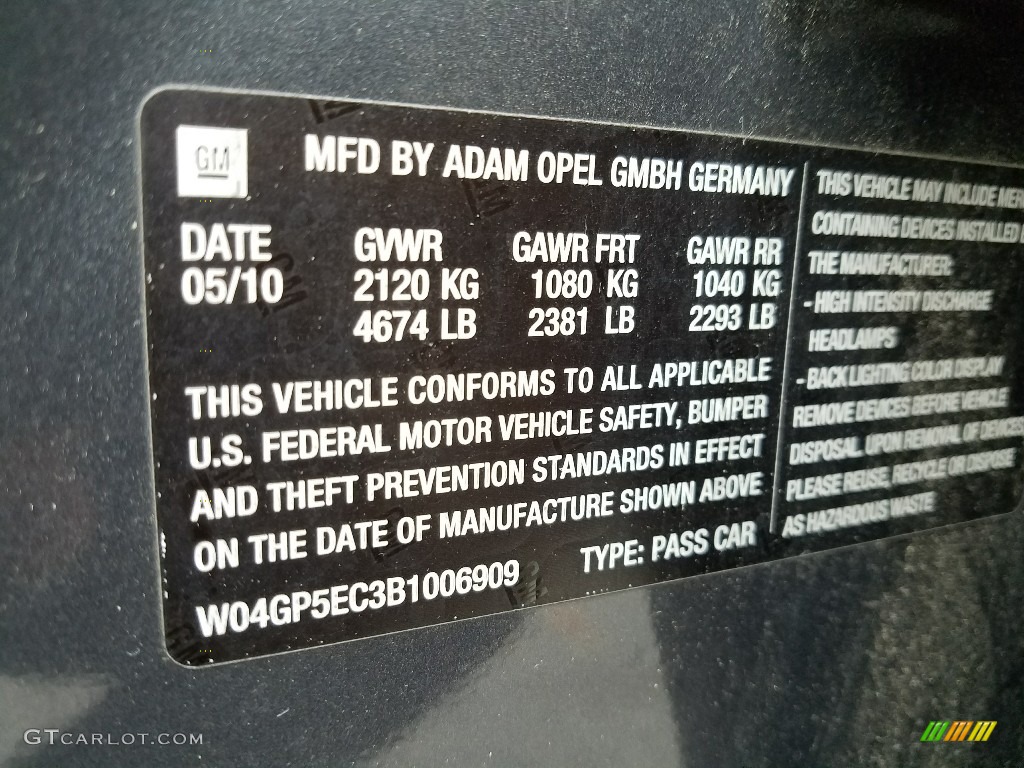 GM
MFD BY ADAM OPEL GMBH GERMANY
DATE GVWR GAWR FRT GAWR RR
05/10 2120 KG 1080 KG 1040 KG
4674 LB 2381 LB 2293 LB
THIS VEHICLE CONFORMS TO ALL APPLICABLE
U.S. FEDERAL MOTOR VEHICLE SAFETY, BUMPER
AND THEFT PREVENTION STANDARDS IN EFFECT
ON THE DATE OF MANUFACTURE SHOWN ABOVE
W04GP5EC3B1006909 TYPE: PASS CAR
THIS VEHICLE MAY INCLUDE MER
CONTAINING DEVICES INSTALLED
THE MANUFACTURER:
- HIGH INTENSITY DISCHARGE
HEADLAMPS
- BACK LIGHTING COLOR DISPLAY
REMOVE DEVICES BEFORE VEHICLE
DISPOSAL. UPON REMOVAL OF DEVICES
PLEASE REUSE, RECYCLE OR DISPOSE
AS HAZARDOUS WASTE
GTCARLOT.COM